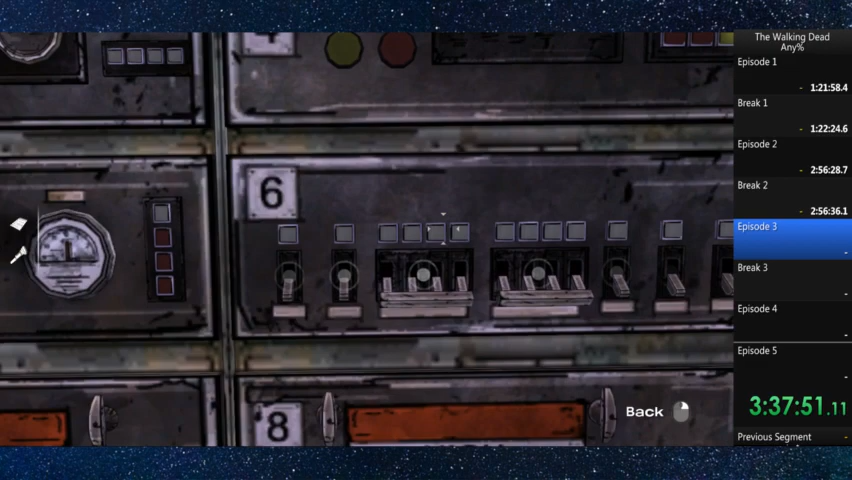 The Walking Dead
Any%
Episode 1
- 1:21:58.4
Break 1
- 1:22:24.6
Episode 2
- 2:56:28.7
Break 2
- 2:56:36.1
Episode 3
-
Break 3
-
Episode 4
-
Episode 5
-
3:37:51.11
Previous Segment -
6
8
Back